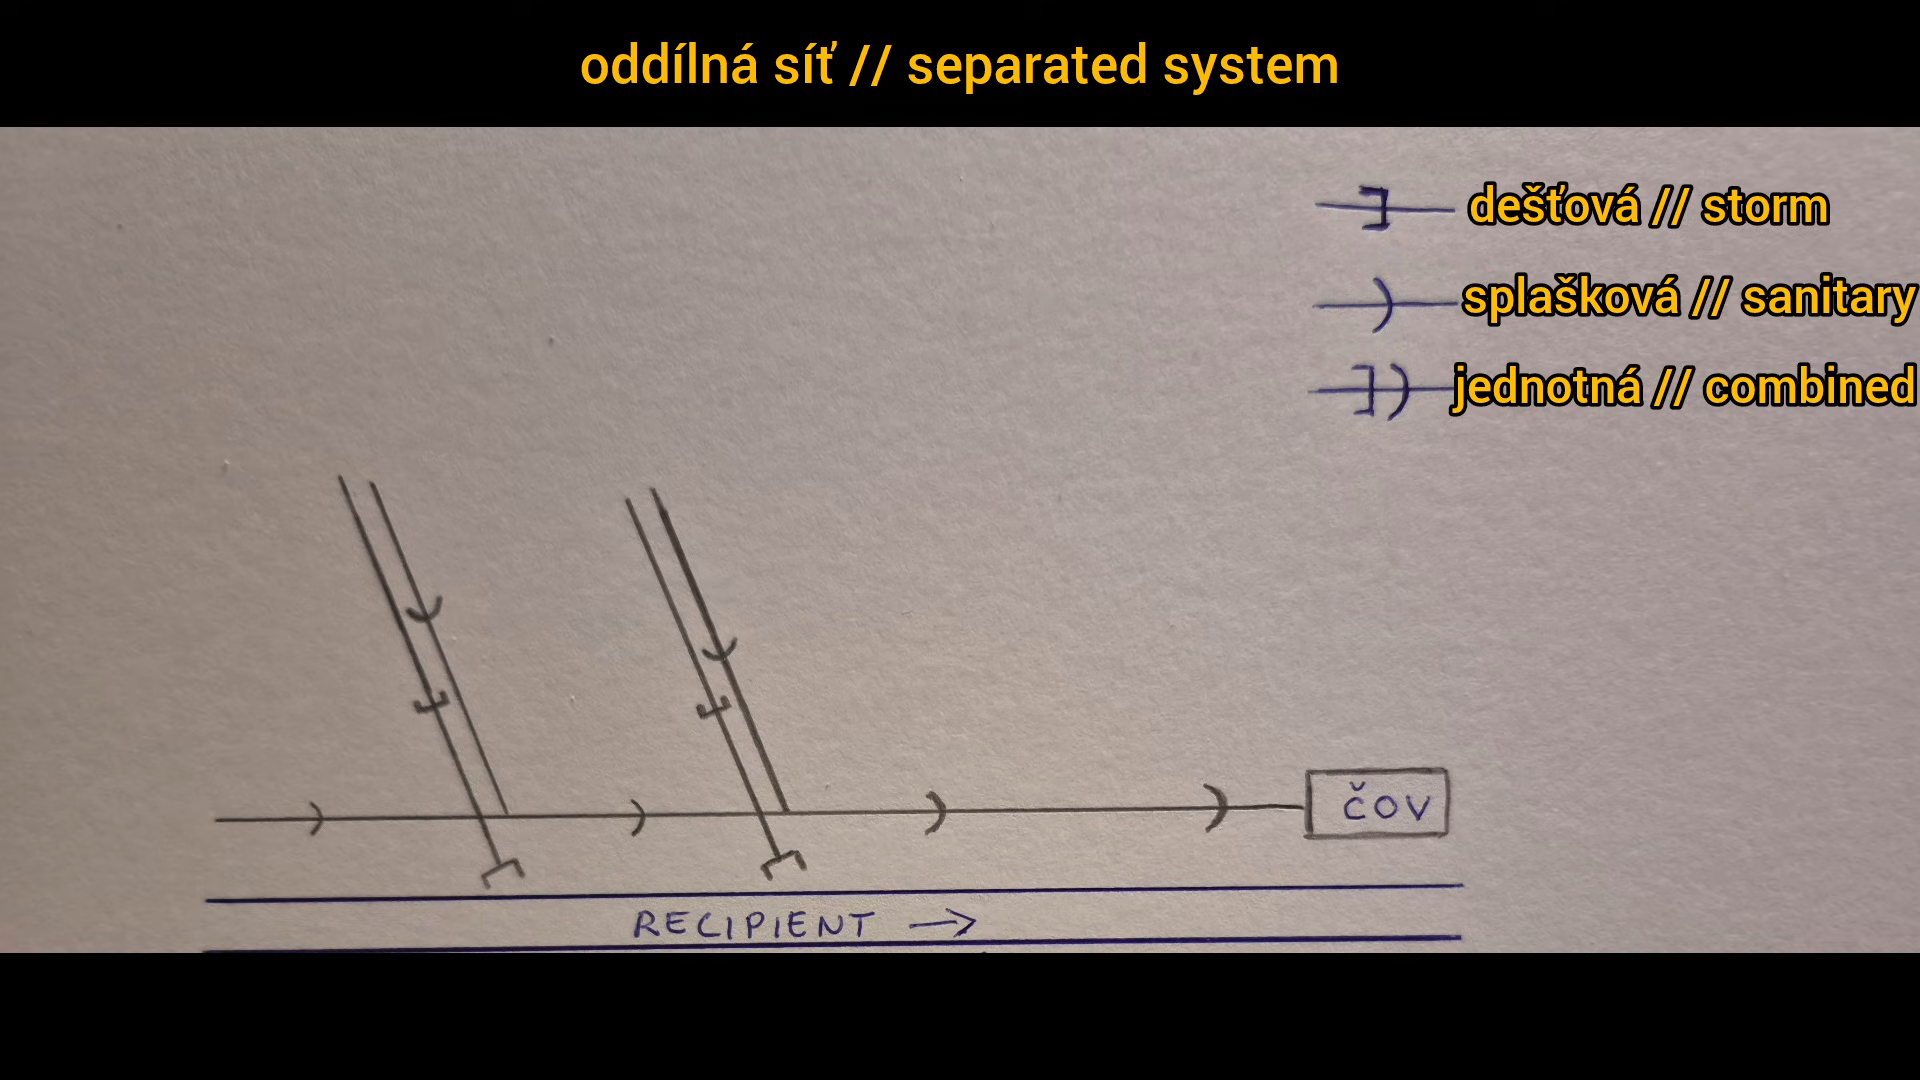 oddílná síť // separated system
dešťová // storm
splašková // sanitary
jednotná // combined
ČOV
RECIPIENT →